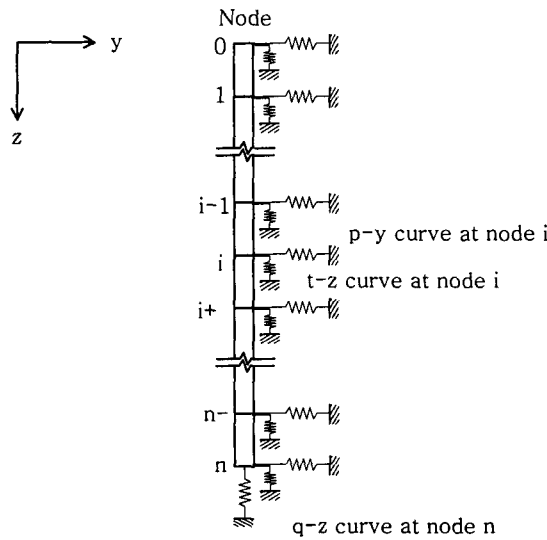 Node
0
y
1
z
i-1
p-y curve at node i
i
t-z curve at node i
i+
n-
n
q-z curve at node n